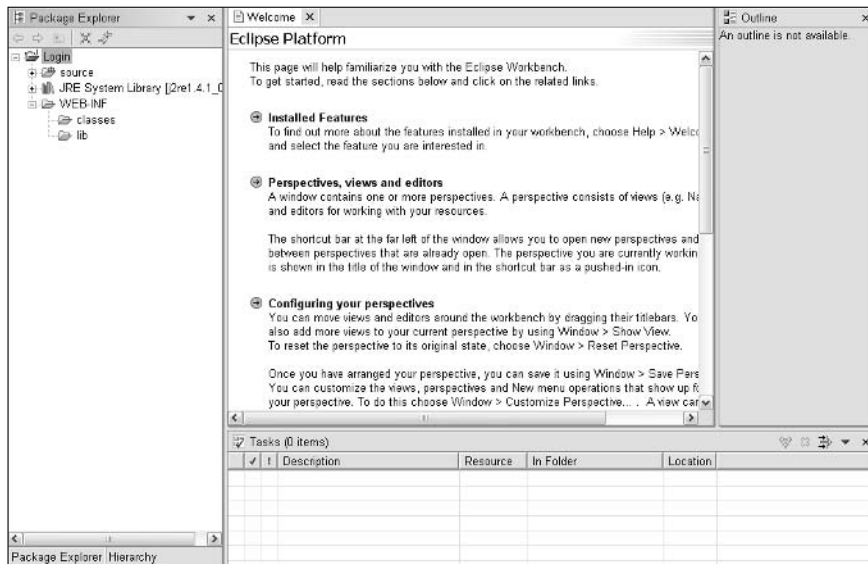 Package Explorer
Login
source
JRE System Library [j2re1.4.1_0
WEB-INF
classes
lib
Package Explorer Hierarchy
Welcome
Eclipse Platform
This page will help familiarize you with the Eclipse Workbench.
To get started, read the sections below and click on the related links.
Installed Features
To find out more about the features installed in your workbench, choose Help > Welco
and select the feature you are interested in.
Perspectives, views and editors
A window contains one or more perspectives. A perspective consists of views (e.g. Na
and editors for working with your resources.
The shortcut bar at the far left of the window allows you to open new perspectives and
between perspectives that are already open. The perspective you are currently workin
is shown in the title of the window and in the shortcut bar as a pushed-in icon.
Configuring your perspectives
You can move views and editors around the workbench by dragging their titlebars. Yo
also add more views to your current perspective by using Window > Show View.
To reset the perspective to its original state, choose Window > Reset Perspective.
Once you have arranged your perspective, you can save it using Window > Save Pers
You can customize the views, perspectives and New menu operations that show up fo
your perspective. To do this choose Window > Customize Perspective... . A view can
Outline
An outline is not available.
Tasks (0 items)
! Description Resource In Folder Location